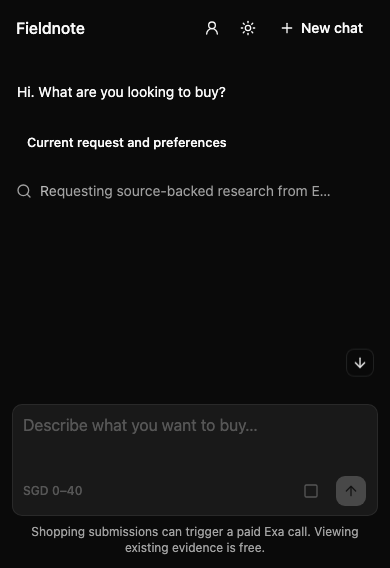 Fieldnote
New chat
Hi. What are you looking to buy?
Current request and preferences
Requesting source-backed research from E...
Describe what you want to buy...
SGD 0–40
Shopping submissions can trigger a paid Exa call. Viewing
existing evidence is free.